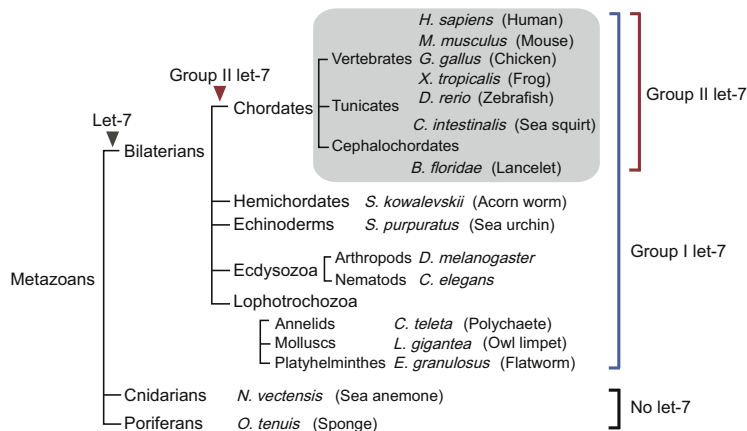 H. sapiens (Human)
M. musculus (Mouse)
Vertebrates G. gallus (Chicken)
Group II let-7
X. tropicalis (Frog)
Group II let-7
Chordates
Tunicates
D. rerio (Zebrafish)
Let-7
C. intestinalis (Sea squirt)
Bilaterians
Cephalochordates
B. floridae (Lancelet)
Hemichordates S. kowalevskii (Acorn worm)
Echinoderms S. purpuratus (Sea urchin)
Group I let-7
Arthropods D. melanogaster
Ecdysozoa
Metazoans
Nematods C. elegans
Lophotrochozoa
Annelids C. teleta (Polychaete)
Molluscs L. gigantea (Owl limpet)
Platyhelminthes E. granulosus (Flatworm)
Cnidarians N. vectensis (Sea anemone)
No let-7
Poriferans O. tenuis (Sponge)